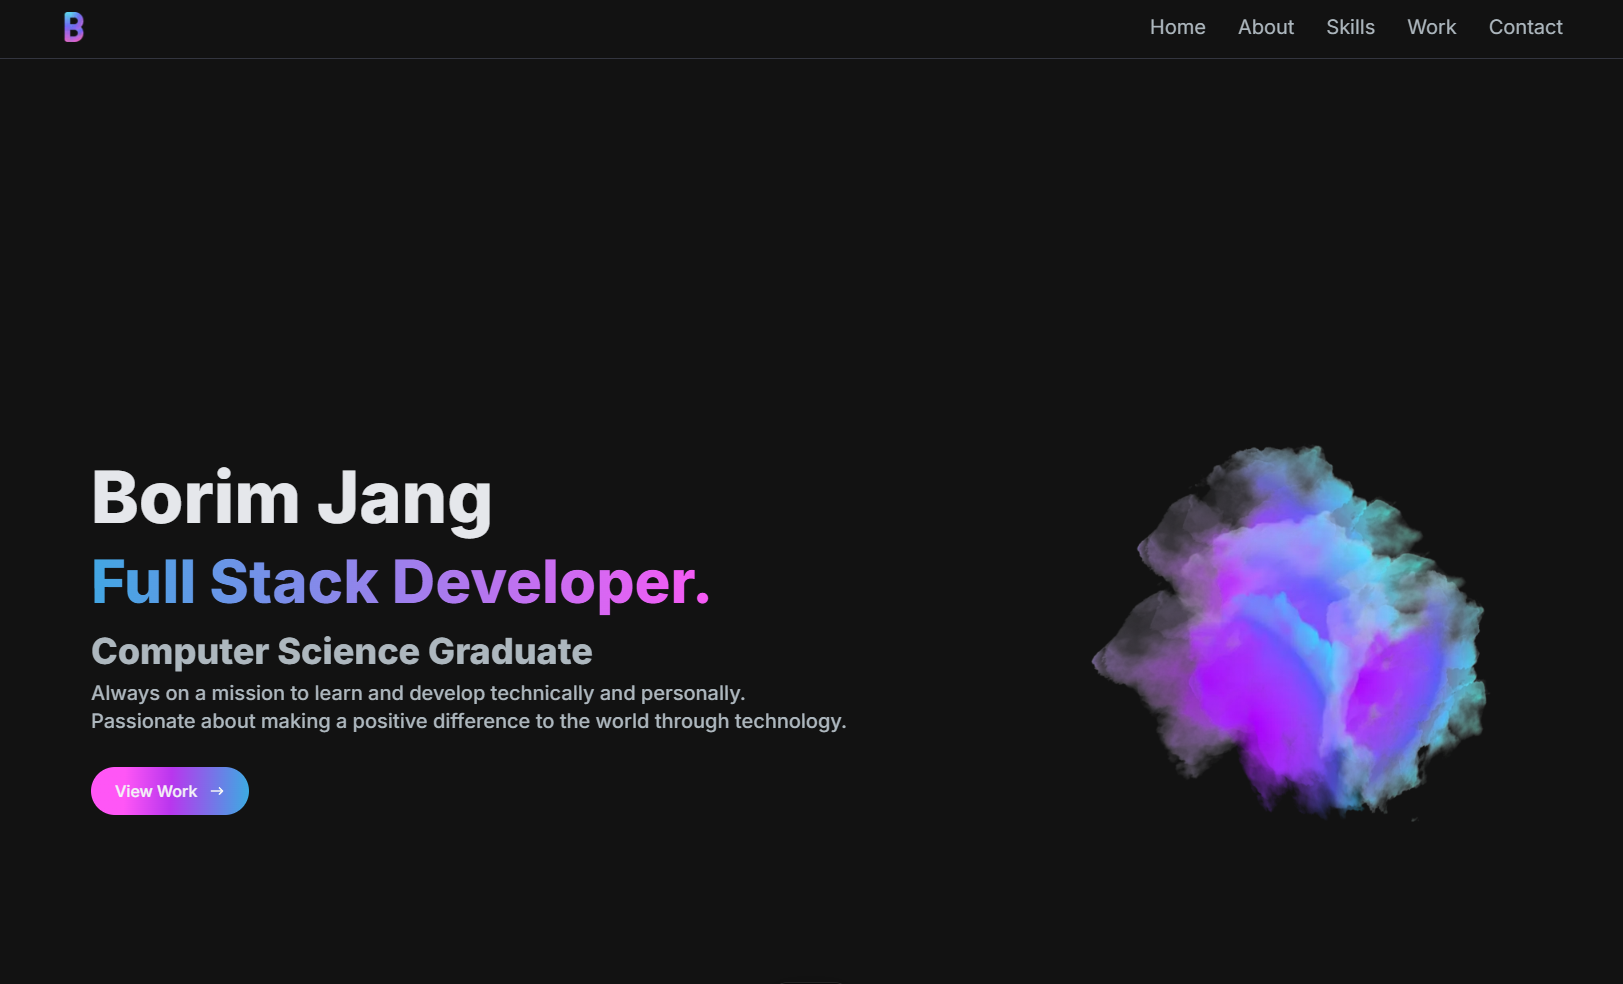 B
Home About Skills Work Contact
Borim Jang
Full Stack Developer.
Computer Science Graduate
Always on a mission to learn and develop technically and personally.
Passionate about making a positive difference to the world through technology.
View Work →